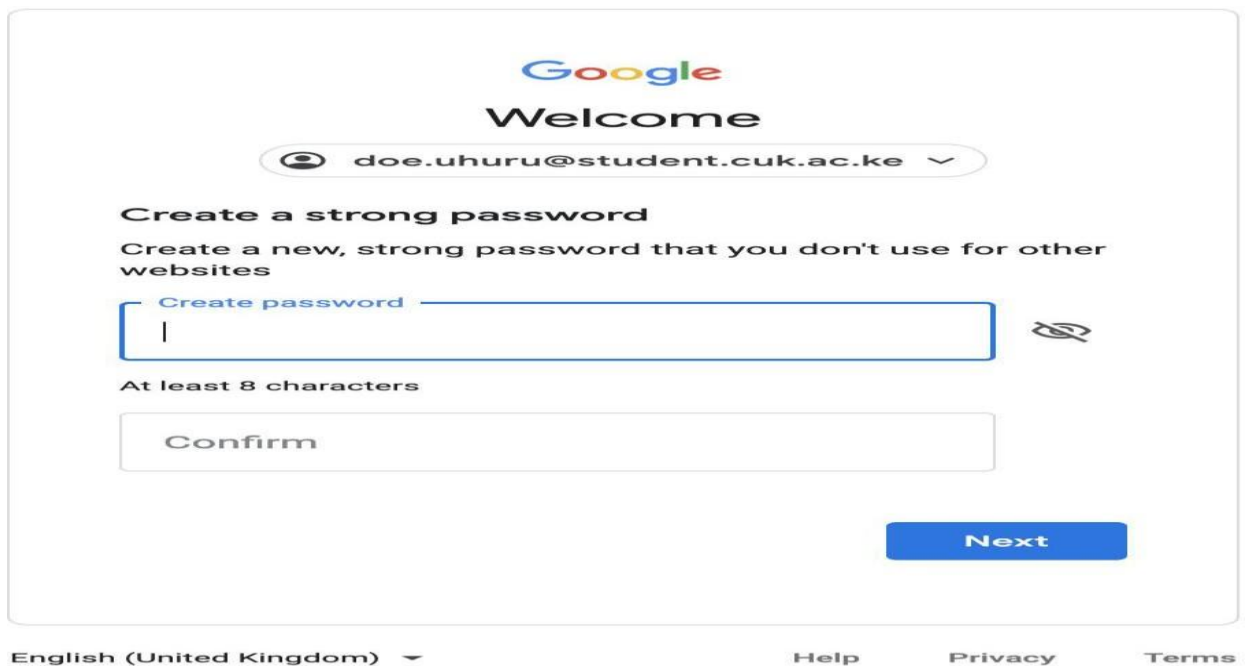 Google
Welcome
doe.uhuru@student.cuk.ac.ke
Create a strong password
Create a new, strong password that you don't use for other
websites
Create password
At least 8 characters
Confirm
Next
English (United Kingdom)
Help Privacy Terms